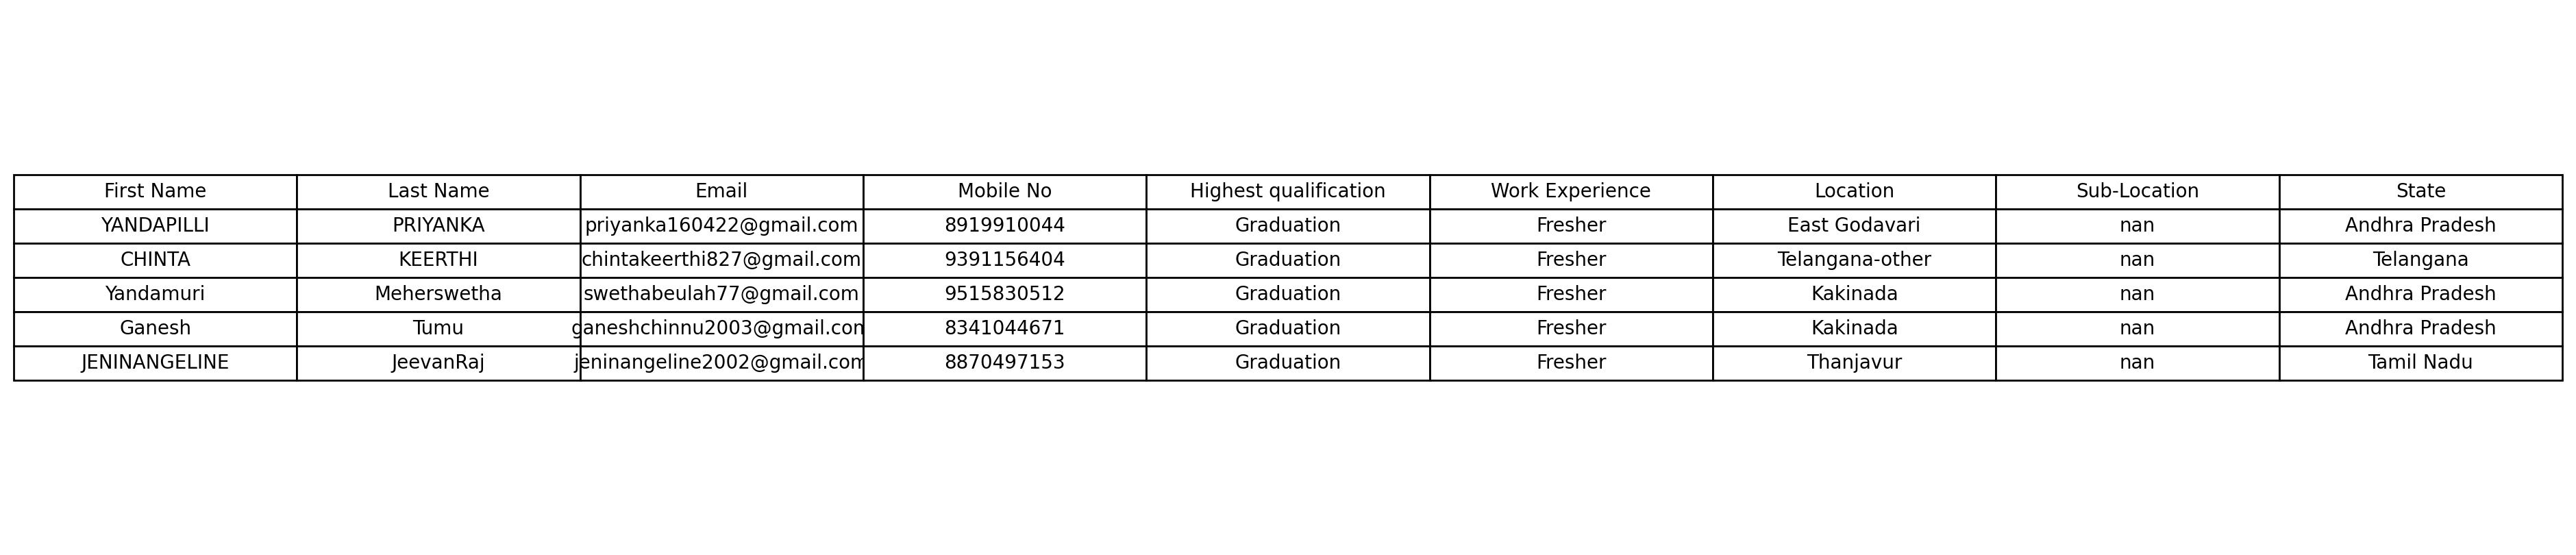 First Name Last Name Email Mobile No Highest qualification Work Experience Location Sub-Location State
YANDAPILLI PRIYANKA priyanka160422@gmail.com 8919910044 Graduation Fresher East Godavari nan Andhra Pradesh
CHINTA KEERTHI chintakeerthi827@gmail.com 9391156404 Graduation Fresher Telangana-other nan Telangana
Yandamuri Meherswetha swethabeulah77@gmail.com 9515830512 Graduation Fresher Kakinada nan Andhra Pradesh
Ganesh Tumu ganeshchinnu2003@gmail.com 8341044671 Graduation Fresher Kakinada nan Andhra Pradesh
JENINANGELINE JeevanRaj jeninangeline2002@gmail.com 8870497153 Graduation Fresher Thanjavur nan Tamil Nadu